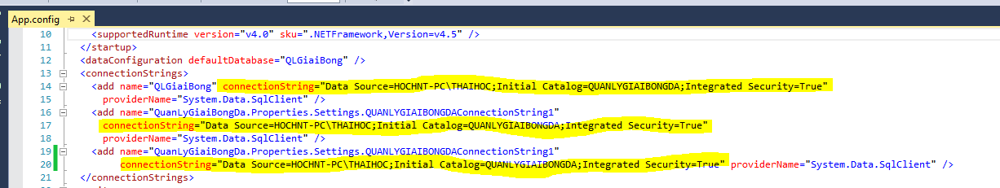 App.config
10 <supportedRuntime version="v4.0" sku=".NETFramework,Version=v4.5" />
11 </startup>
12 <dataConfiguration defaultDatabase="QLGiaiBong" />
13 <connectionStrings>
14 <add name="QLGiaiBong" connectionString="Data Source=HOCHNT-PC\THAIHOC;Initial Catalog=QUANLYGIAIBONGDA;Integrated Security=True"
15 providerName="System.Data.SqlClient" />
16 <add name="QuanLyGiaiBongDa.Properties.Settings.QUANLYGIAIBONGDAConnectionString1"
17 connectionString="Data Source=HOCHNT-PC\THAIHOC;Initial Catalog=QUANLYGIAIBONGDA;Integrated Security=True"
18 providerName="System.Data.SqlClient" />
19 <add name="QuanLyGiaiBongDa.Properties.Settings.QUANLYGIAIBONGDAConnectionString1"
20 connectionString="Data Source=HOCHNT-PC\THAIHOC;Initial Catalog=QUANLYGIAIBONGDA;Integrated Security=True" providerName="System.Data.SqlClient" />
21 </connectionStrings>